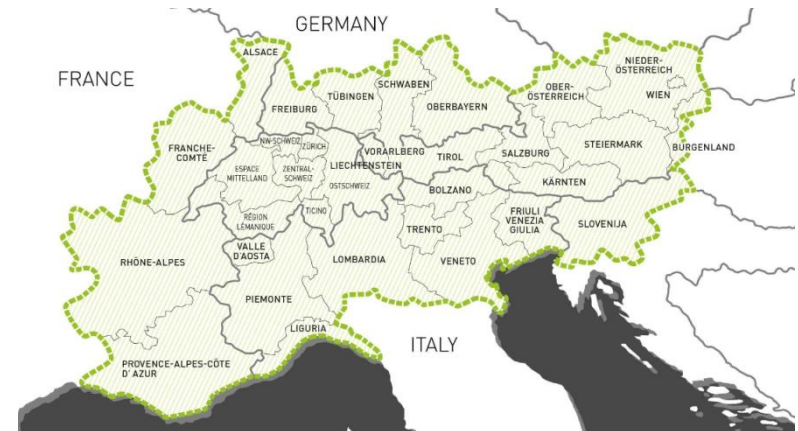 GERMANY
FRANCE
ALSACE
NIEDER-
ÖSTERREICH
WIEN
OBER-
ÖSTERREICH
SCHWABEN
TÜBINGEN
OBERBAYERN
FREIBURG
FRANCHE-
COMTÉ
NW-SCHWEIZ
ZÜRICH
VORARLBERG
LIECHTENSTEIN
TIROL
SALZBURG
STEIERMARK
BURGENLAND
ESPACE
MITTELLAND
ZENTRAL-
SCHWEIZ
OSTSCHWEIZ
BOLZANO
KÄRNTEN
RÉGION
LÉMANIQUE
TICINO
TRENTO
FRIULI
VENEZIA
GIULIA
SLOVENIJA
RHÔNE-ALPES
VALLE
D'AOSTA
LOMBARDIA
VENETO
PIEMONTE
LIGURIA
ITALY
PROVENCE-ALPES-CÔTE
D' AZUR